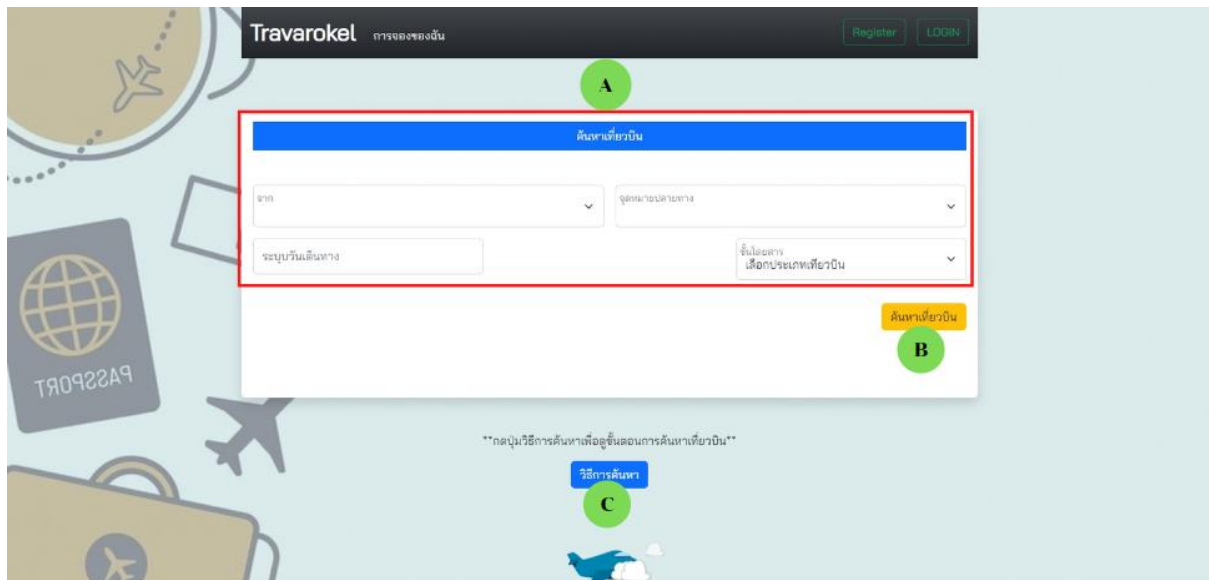 Travarokel การจองของฉัน Register LOGIN
A
ค้นหาเที่ยวบิน
จาก จุดหมายปลายทาง
ระบุบวันเดินทาง ชั้นโดยสาร
เลือกประเภทเทียวบิน
ค้นหาเที่ยวบิน
B
PASSPORT
**กดปุ่มวิธีการค้นหาเพื่อดูขั้นตอนการค้นหาเที่ยวบิน**
วิธีการค้นหา
C